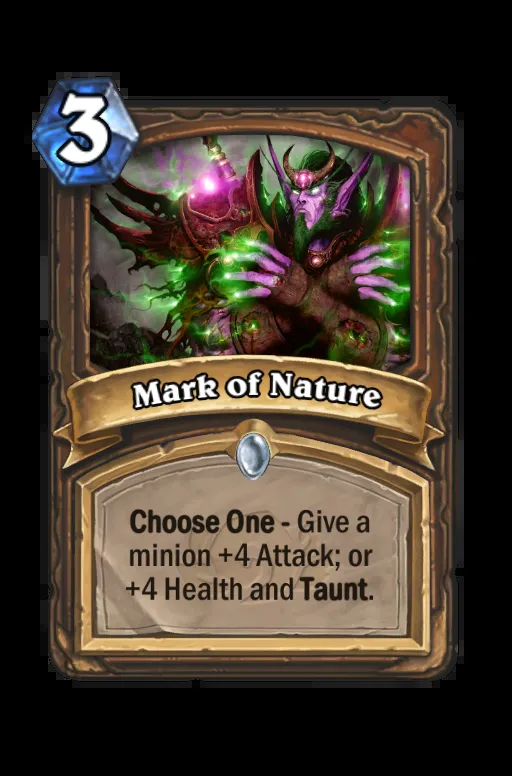 3
Mark of Nature
Choose One - Give a
minion +4 Attack; or
+4 Health and Taunt.